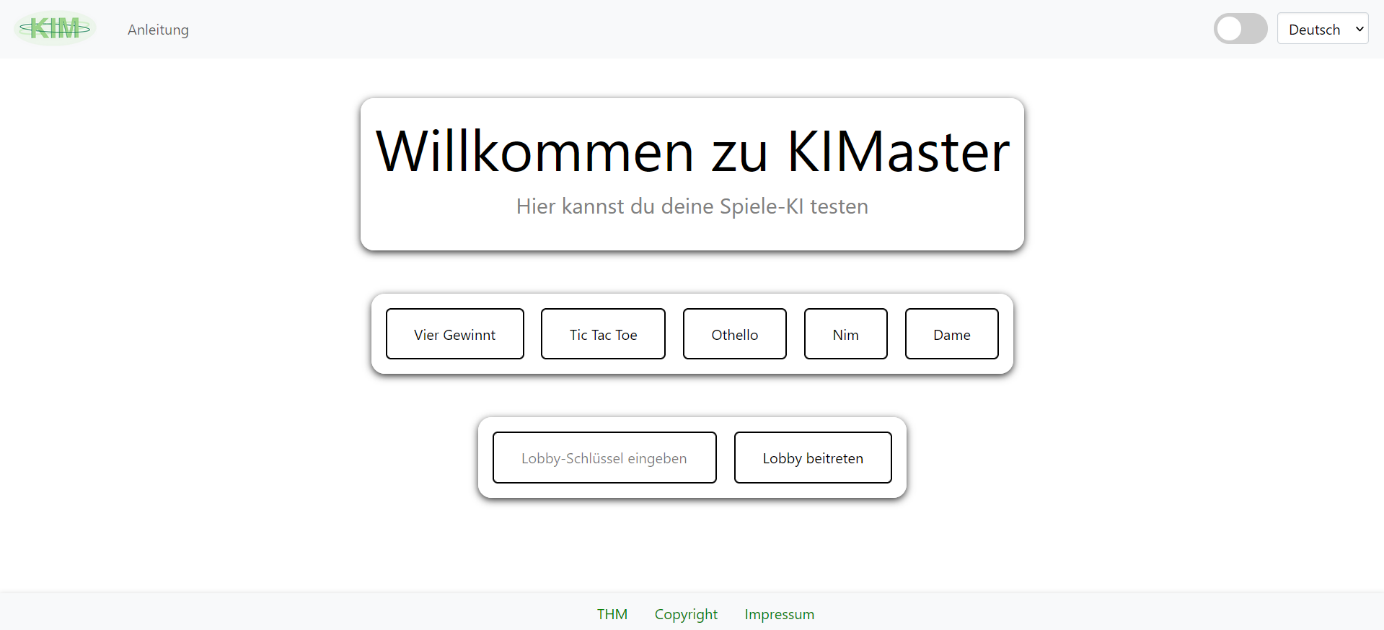 KIM Anleitung Deutsch
Willkommen zu KIMaster
Hier kannst du deine Spiele-KI testen
Vier Gewinnt Tic Tac Toe Othello Nim Dame
Lobby-Schlüssel eingeben Lobby beitreten
THM Copyright Impressum